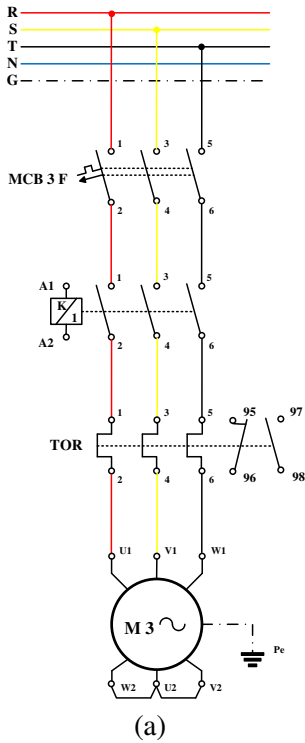 R
S
T
N
G
1 3 5
MCB 3 F
2 4 6
A1 1 3 5
K 1
A2 2 4 6
1 3 5 95 97
TOR
2 4 6 96 98
U1 V1 W1
M 3
Pe
W2 U2 V2
(a)